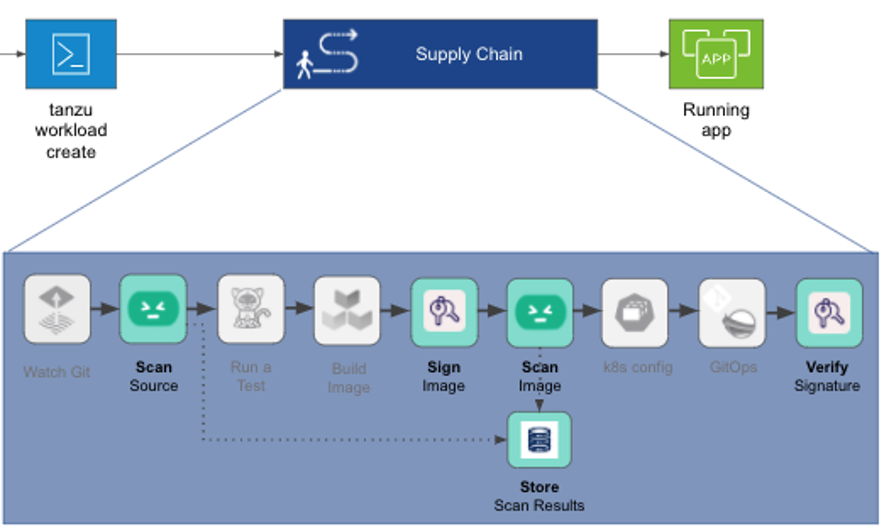 Supply Chain
APP
tanzu
workload
create
Running
app
Watch Git
Scan
Source
Run a
Test
Build
Image
Sign
Image
Scan
Image
k8s config
GitOps
Verify
Signature
Store
Scan Results